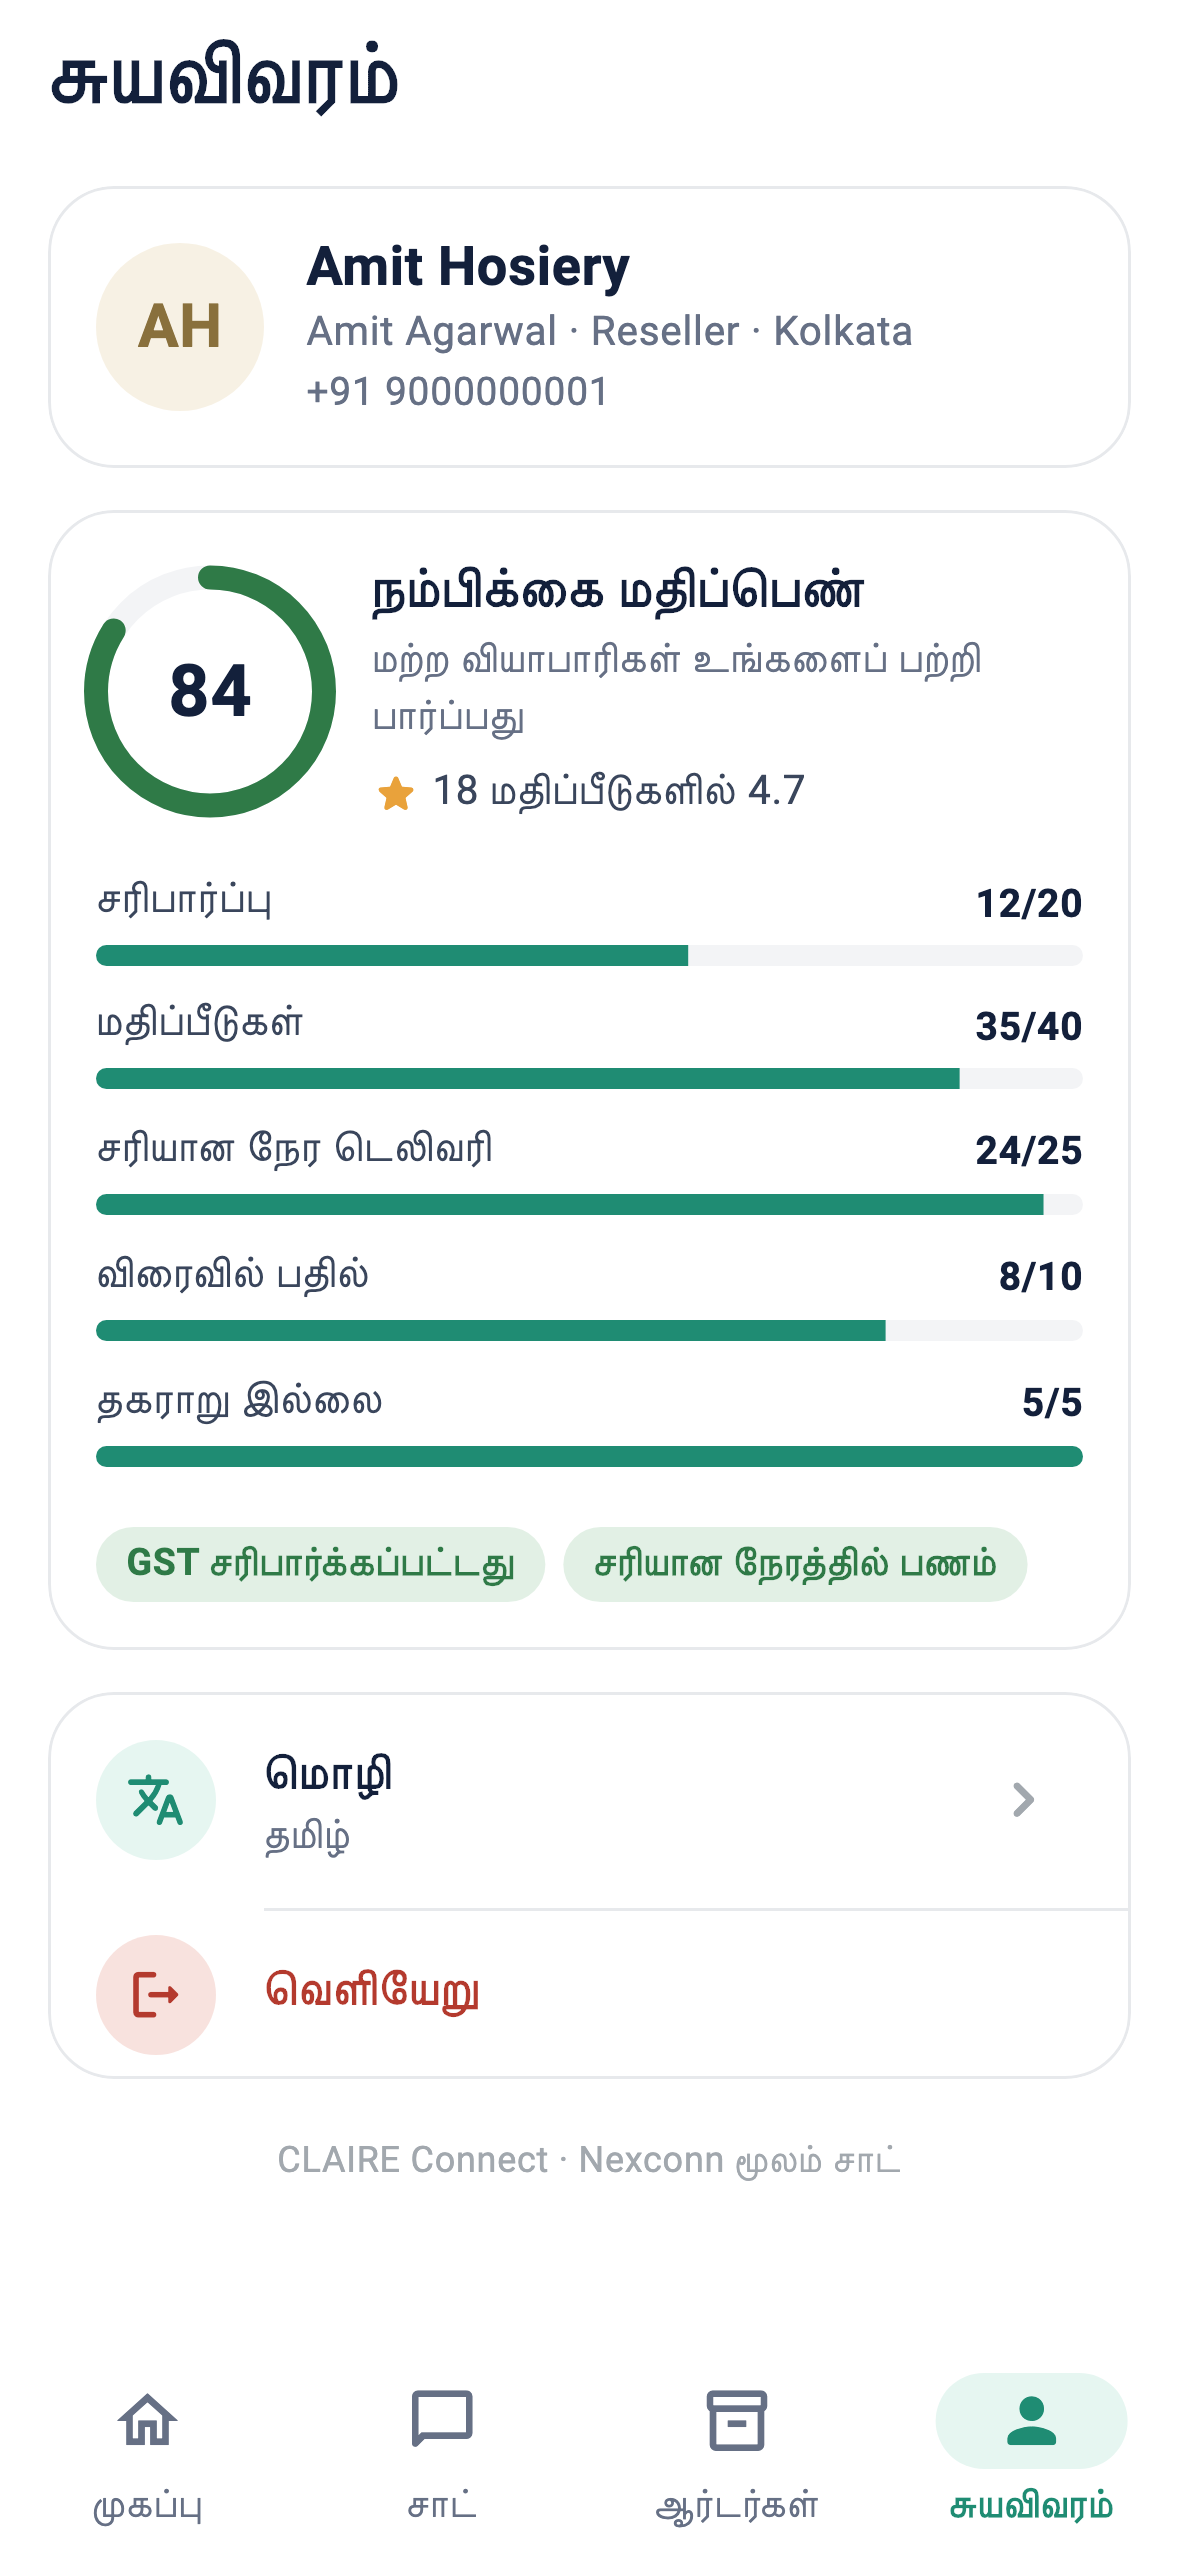 சுயவிவரம்
AH
Amit Hosiery
Amit Agarwal · Reseller · Kolkata
+91 9000000001
84
நம்பிக்கை மதிப்பெண்
மற்ற வியாபாரிகள் உங்களைப் பற்றி
பார்ப்பது
18 மதிப்பீடுகளில் 4.7
சரிபார்ப்பு 12/20
மதிப்பீடுகள் 35/40
சரியான நேர டெலிவரி 24/25
விரைவில் பதில் 8/10
தகராறு இல்லை 5/5
GST சரிபார்க்கப்பட்டது சரியான நேரத்தில் பணம்
மொழி
தமிழ்
வெளியேறு
CLAIRE Connect · Nexconn மூலம் சாட்
முகப்பு சாட் ஆர்டர்கள் சுயவிவரம்